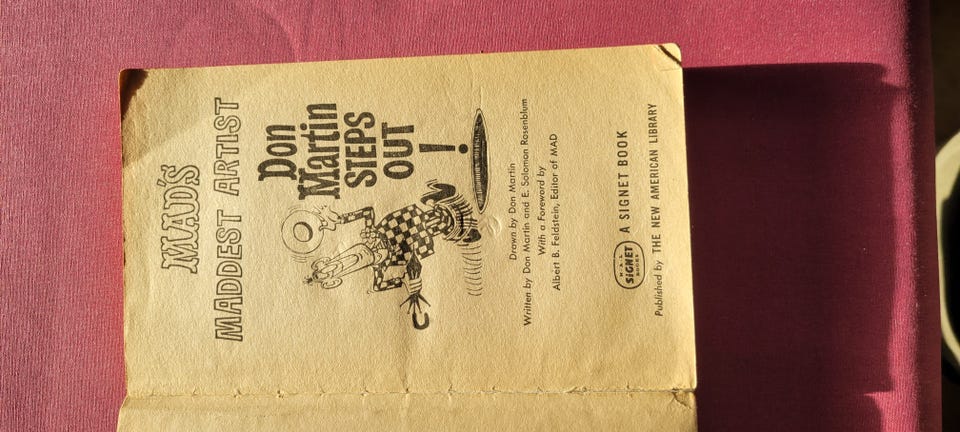 MAD'S
MADDEST ARTIST
Don
Martin
STEPS
OUT
!
Drawn by Don Martin
Written by Don Martin and E. Solomon Rosenblum
With a Foreword by
Albert B. Feldstein, Editor of MAD
N.A.L
SIGNET
BOOKS
A SIGNET BOOK
Published by THE NEW AMERICAN LIBRARY